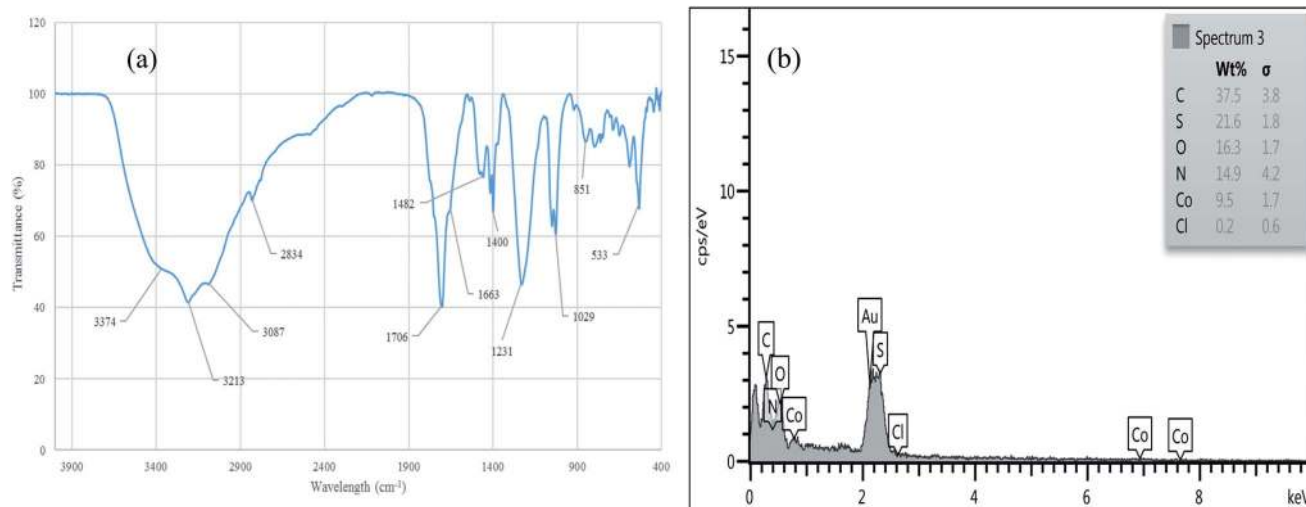 (a)
Transmittance (%)
120
100
80
60
40
20
0
3900
3400
2900
2400
1900
1400
900
400
Wavelength (cm-1)
3374
3213
3087
2834
1706
1663
1482
1400
1231
1029
851
533
(b)
cps/eV
15
10
5
0
0
2
4
6
8
keV
Spectrum 3
Wt% σ
C 37.5 3.8
S 21.6 1.8
O 16.3 1.7
N 14.9 4.2
Co 9.5 1.7
Cl 0.2 0.6
C
O
N
Co
Au
S
Cl
Co
Co